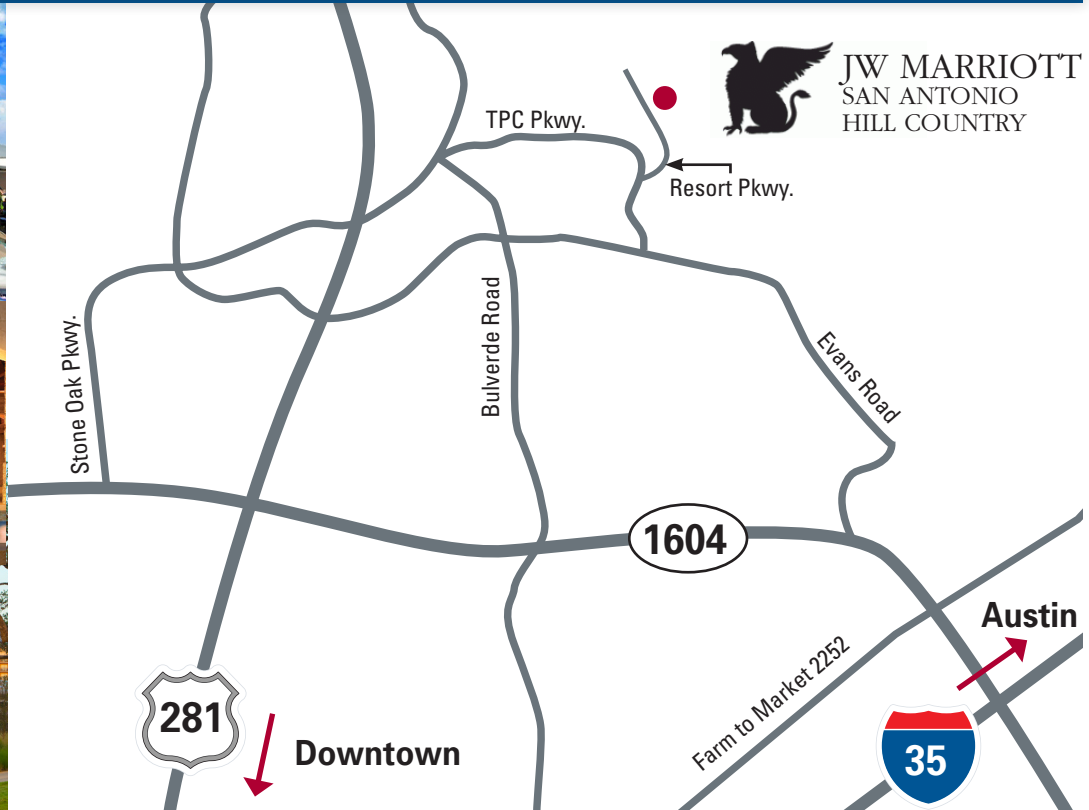 JW MARRIOTT
SAN ANTONIO
HILL COUNTRY
TPC Pkwy.
Resort Pkwy.
Stone Oak Pkwy.
Bulverde Road
Evans Road
1604
Austin
Farm to Market 2252
281
Downtown
35